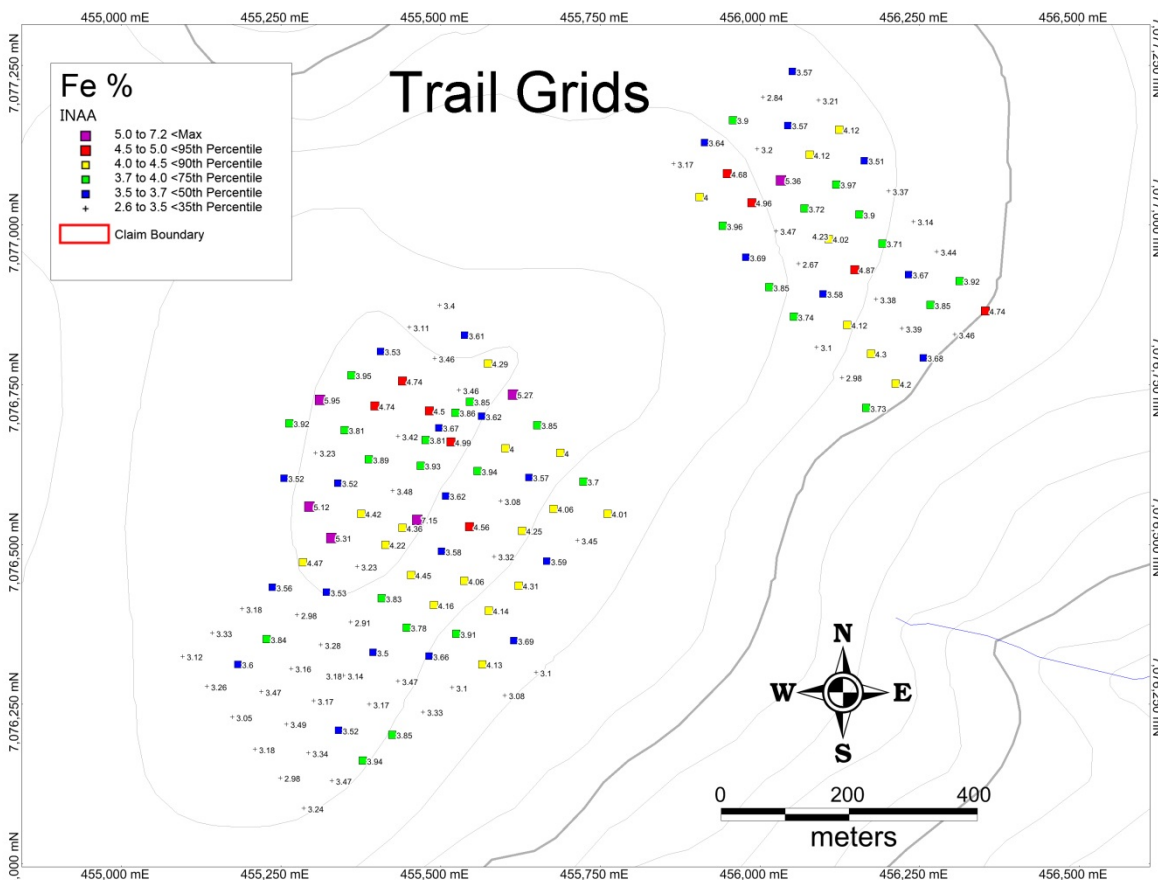 455,000 mE 455,250 mE 455,500 mE 455,750 mE 456,000 mE 456,250 mE 456,500 mE
Trail Grids
Fe %
INAA
5.0 to 7.2 <Max
4.5 to 5.0 <95th Percentile
4.0 to 4.5 <90th Percentile
3.7 to 4.0 <75th Percentile
3.5 to 3.7 <50th Percentile
2.6 to 3.5 <35th Percentile
Claim Boundary
7,077,250 mN
7,077,000 mN
7,076,750 mN
7,076,500 mN
7,076,250 mN
,000 mN
3.57
2.84 3.21
3.9 3.57 4.12
3.64 3.2 4.12 3.51
3.17 4.68 5.36 3.97 3.37
4 4.96 3.72 3.9 3.14
3.96 3.47 4.23 4.02 3.71 3.44
3.69 2.67 4.87 3.67 3.92
3.85 3.58 3.38 3.85 4.74
3.74 4.12 3.39 3.46
3.1 4.3 3.68
2.98 4.2
3.73
3.4
3.11 3.61
3.53 3.46 4.29
3.95 4.74 3.46 5.27
5.95 4.74 4.5 3.85
3.86 3.62
3.92 3.81 3.67 3.85
3.42 3.81 4.99 4 4
3.23 3.89 3.93 3.94
3.52 3.52 3.57 3.7
3.48 3.62 3.08
5.12 4.42 7.15 4.06 4.01
4.36 4.56 4.25
5.31 4.22 3.58 3.45
4.47 3.23 3.32 3.59
3.56 3.53 4.45 4.06 4.31
3.83 4.16 4.14
3.18 2.98 2.91 3.78 3.91
3.33 3.84 3.28 3.69
3.12 3.6 3.16 3.5 3.66 4.13
3.18 3.14 3.1
3.26 3.47 3.47 3.1
3.17 3.17 3.08
3.05 3.49 3.33
3.52 3.85
3.18 3.34 3.94
2.98 3.47
3.24
N
W E
S
0 200 400
meters
455,000 mE 455,250 mE 455,500 mE 455,750 mE 456,000 mE 456,250 mE 456,500 mE